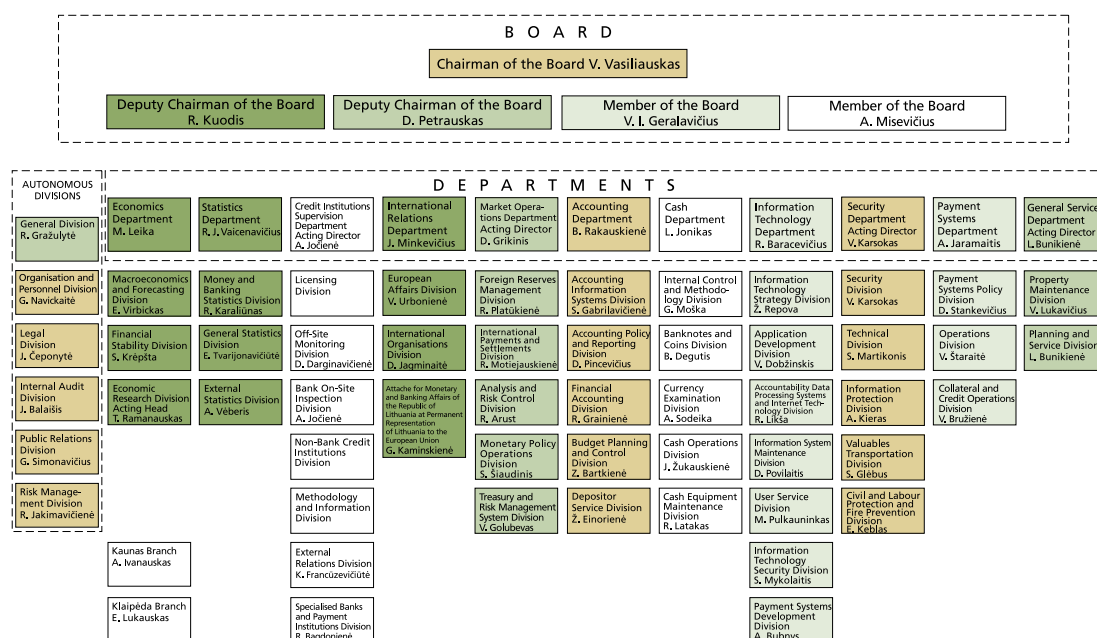 BOARD
Chairman of the Board V. Vasiliauskas
Deputy Chairman of the Board
R. Kuodis
Deputy Chairman of the Board
D. Petrauskas
Member of the Board
V. I. Geralavičius
Member of the Board
A. Misevičius
AUTONOMOUS
DIVISIONS
General Division
R. Gražulytė
Organisation and
Personnel Division
G. Navickaitė
Legal
Division
J. Čeponytė
Internal Audit
Division
J. Balaišis
Public Relations
Division
G. Simonavičius
Risk Manage-
ment Division
R. Jakimavičienė
DEPARTMENTS
Economics
Department
M. Leika
Macroeconomics
and Forecasting
Division
E. Virbickas
Financial
Stability Division
S. Krėpšta
Economic
Research Division
Acting Head
T. Ramanauskas
Kaunas Branch
A. Ivanauskas
Klaipėda Branch
E. Lukauskas
Statistics
Department
R. J. Vaicenavičius
Money and
Banking
Statistics Division
R. Karaliūnas
General Statistics
Division
E. Tvarijonavičiūtė
External
Statistics Division
A. Vėberis
Credit Institutions
Supervision
Department
Acting Director
A. Jočienė
Licensing
Division
Off-Site
Monitoring
Division
D. Darginavičienė
Bank On-Site
Inspection
Division
A. Jočienė
Non-Bank Credit
Institutions
Division
Methodology
and Information
Division
External
Relations Division
K. Francūzevičiūtė
Specialised Banks
and Payment
Institutions Division
R. Bagdonienė
International
Relations
Department
J. Minkevičius
European
Affairs Division
V. Urbonienė
International
Organisations
Division
D. Jagminaitė
Attache for Monetary
and Banking Affairs of
the Republic of
Lithuania at Permanent
Representation
of Lithuania to the
European Union
G. Kaminskienė
Market Opera-
tions Department
Acting Director
D. Grikinis
Foreign Reserves
Management
Division
R. Platūkienė
International
Payments and
Settlements Division
R. Motiejauskienė
Analysis and
Risk Control
Division
R. Arust
Monetary Policy
Operations
Division
S. Šiaudinis
Treasury and
Risk Management
System Division
V. Golubevas
Accounting
Department
B. Rakauskienė
Accounting
Information
Systems Division
S. Gabrilavičienė
Accounting Policy
and Reporting
Division
D. Pincevičius
Financial
Accounting
Division
R. Grainienė
Budget Planning
and Control
Division
Z. Bartkienė
Depositor
Service Division
Ž. Einorienė
Cash
Department
L. Jonikas
Internal Control
and Methodo-
logy Division
G. Moška
Banknotes and
Coins Division
B. Degutis
Currency
Examination
Division
A. Sodeika
Cash Operations
Division
J. Žukauskienė
Cash Equipment
Maintenance
Division
R. Latakas
Information
Technology
Department
R. Baracevičius
Information
Technology
Strategy Division
Ž. Repova
Application
Development
Division
V. Dobžinskis
Accountability Data
Processing Systems
and Internet Tech-
nology Division
R. Likša
Information System
Maintenance
Division
D. Povilaitis
User Service
Division
M. Pulkauninkas
Information
Technology
Security Division
S. Mykolaitis
Payment Systems
Development
Division
A. Bubnys
Security
Department
Acting Director
V. Karsokas
Security
Division
V. Karsokas
Technical
Division
S. Martikonis
Information
Protection
Division
A. Kieras
Valuables
Transportation
Division
S. Glėbus
Civil and Labour
Protection and
Fire Prevention
Division
E. Keblas
Payment
Systems
Department
A. Jaramaitis
Payment
Systems Policy
Division
D. Stankevičius
Operations
Division
V. Štaraitė
Collateral and
Credit Operations
Division
V. Bružienė
General Service
Department
Acting Director
L. Bunikienė
Property
Maintenance
Division
V. Lukavičius
Planning and
Service Division
L. Bunikienė